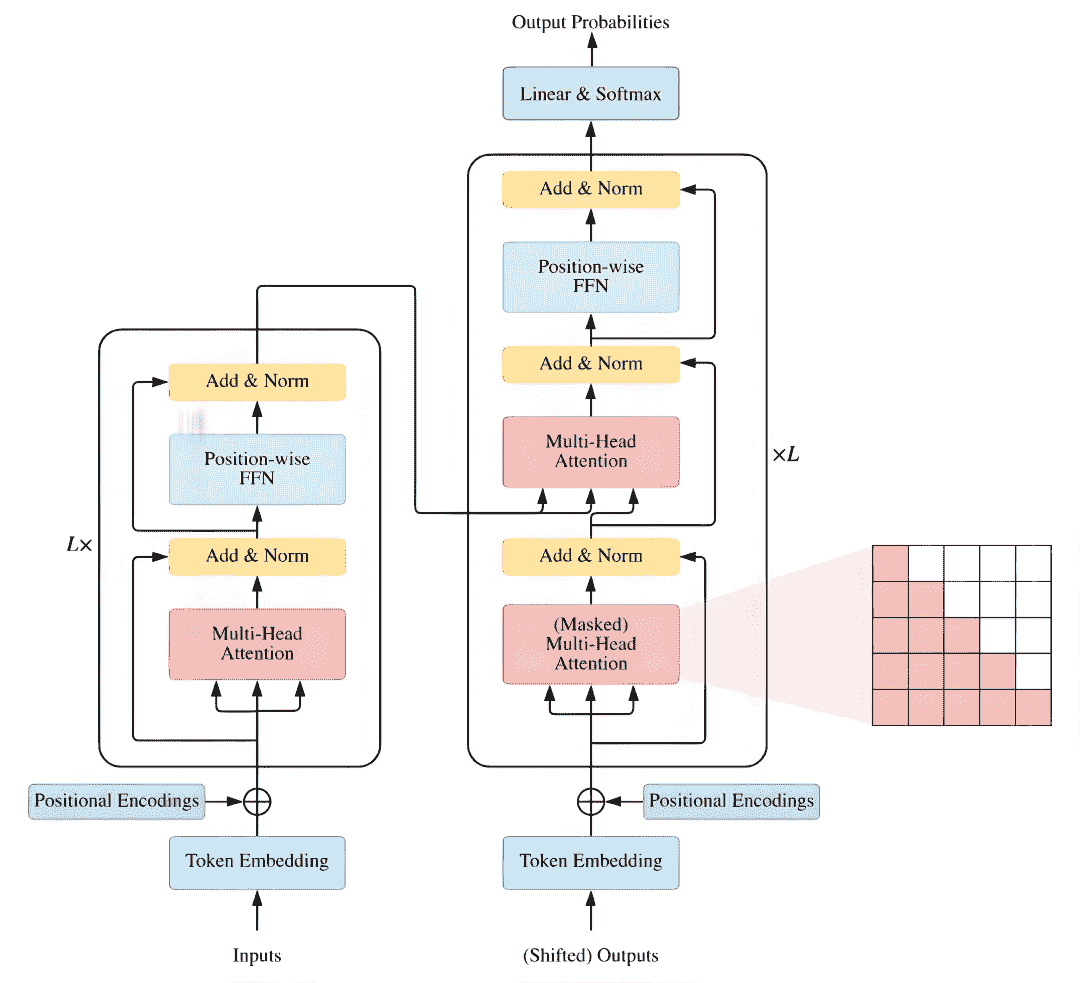 Output Probabilities
Linear & Softmax
Add & Norm
Position-wise
FFN
Add & Norm
Multi-Head
Attention
×L
Add & Norm
(Masked)
Multi-Head
Attention
Positional Encodings
Token Embedding
(Shifted) Outputs
Add & Norm
Position-wise
FFN
L×
Add & Norm
Multi-Head
Attention
Positional Encodings
Token Embedding
Inputs